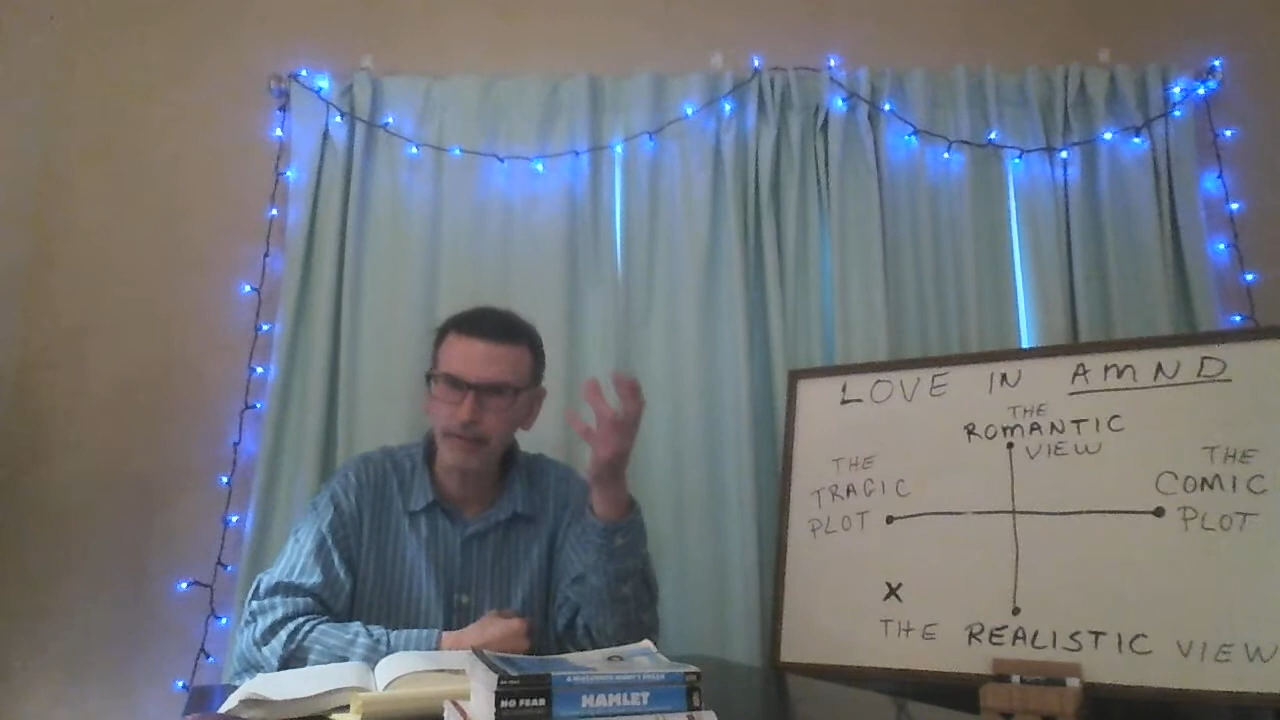 LOVE IN AMND
THE
ROMANTIC
VIEW
THE
TRAGIC
PLOT
THE
COMIC
PLOT
X
THE REALISTIC VIEW
A MIDSUMMER NIGHT'S DREAM
NO FEAR HAMLET